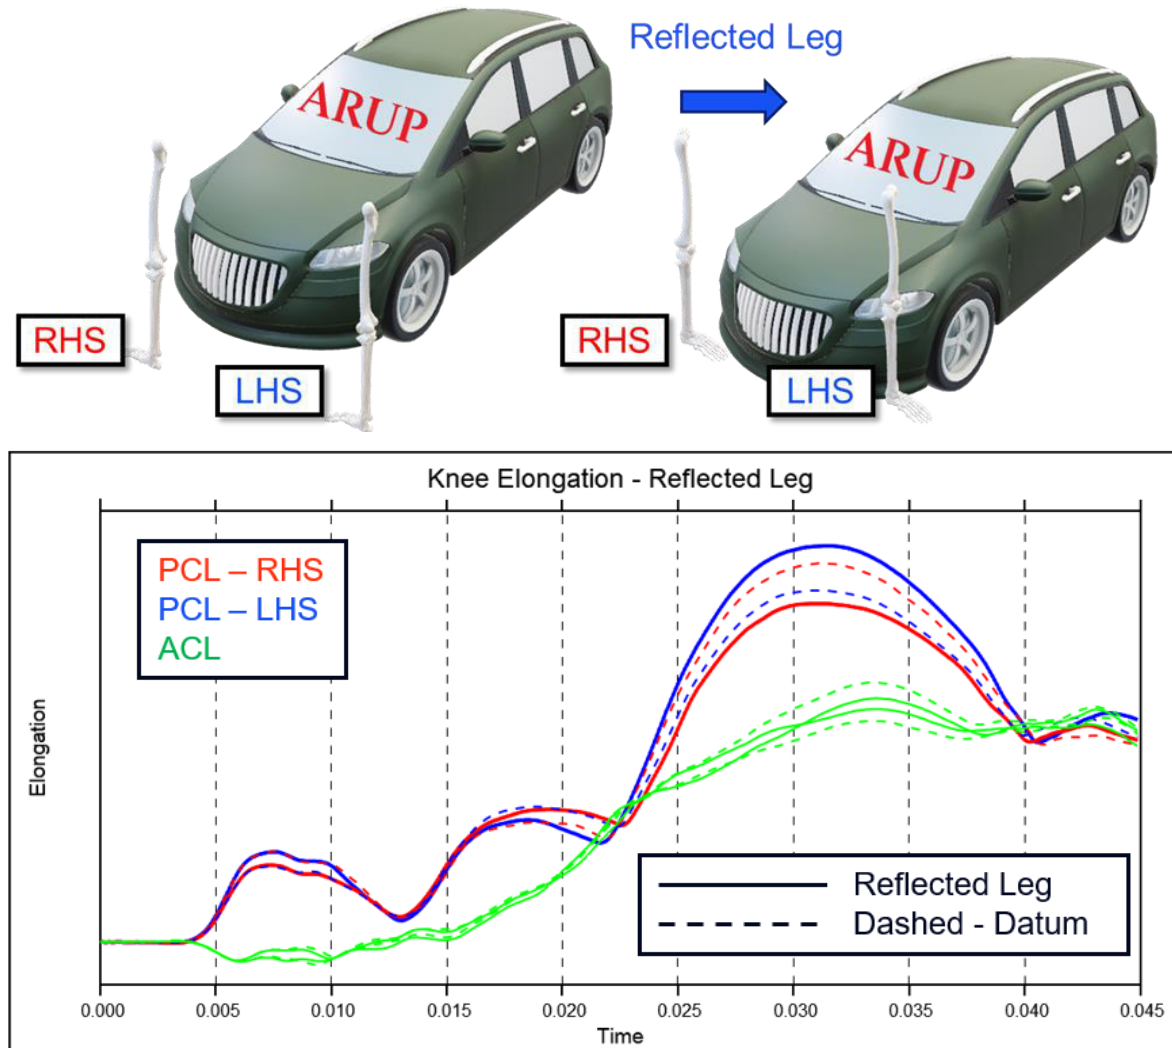 Reflected Leg
ARUP
ARUP
RHS
LHS
RHS
LHS
Knee Elongation - Reflected Leg
PCL – RHS
PCL – LHS
ACL
Elongation
Reflected Leg
Dashed - Datum
0.000 0.005 0.010 0.015 0.020 0.025 0.030 0.035 0.040 0.045
Time